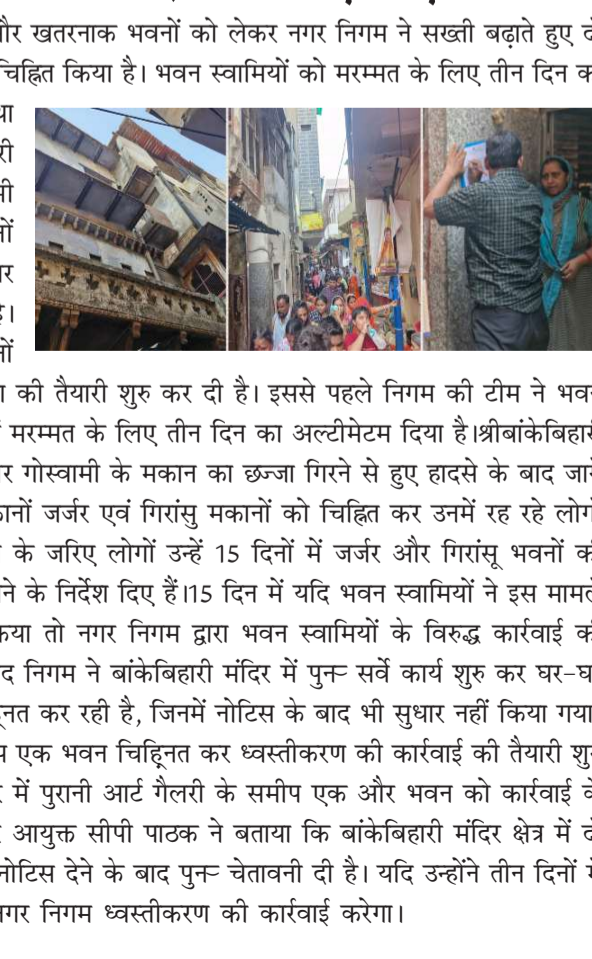 और खतरनाक भवनों को लेकर नगर निगम ने सख्ती बढ़ाते हुए
चिह्नित किया है। भवन स्वामियों को मरम्मत के लिए तीन दिन
की तैयारी शुरु कर दी है। इससे पहले निगम की टीम ने
मरम्मत के लिए तीन दिन का अल्टीमेटम दिया है।श्रीबांकेबिहारी
गोस्वामी के मकान का छज्जा गिरने से हुए हादसे के बाद
जर्जर एवं गिरांसु मकानों को चिह्नित कर उनमें रह रहे
के जरिए लोगों उन्हें 15 दिनों में जर्जर और गिरांसू भवनों
के निर्देश दिए हैं।15 दिन में यदि भवन स्वामियों ने इस
तो नगर निगम द्वारा भवन स्वामियों के विरुद्ध कार्रवाई
निगम ने बांकेबिहारी मंदिर में पुन सर्वे कार्य शुरु कर
कर रही है, जिनमें नोटिस के बाद भी सुधार नहीं किया गया
एक भवन चिह्नित कर ध्वस्तीकरण की कार्रवाई की तैयारी
में पुरानी आर्ट गैलरी के समीप एक और भवन को कार्रवाई
आयुक्त सीपी पाठक ने बताया कि बांकेबिहारी मंदिर क्षेत्र में
नोटिस देने के बाद पुन चेतावनी दी है। यदि उन्होंने तीन दिनों
नगर निगम ध्वस्तीकरण की कार्रवाई करेगा।